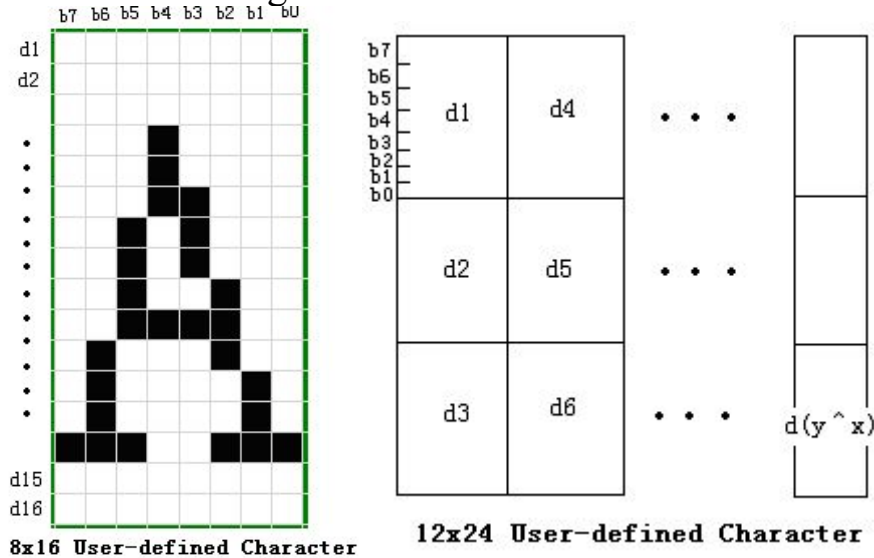 b7 b6 b5 b4 b3 b2 b1 b0
d1
d2
d15
d16
8x16 User-defined Character
b7
b6
b5
b4
b3
b2
b1
b0
d1 d4
d2 d5
d3 d6 d(y^x)
12x24 User-defined Character